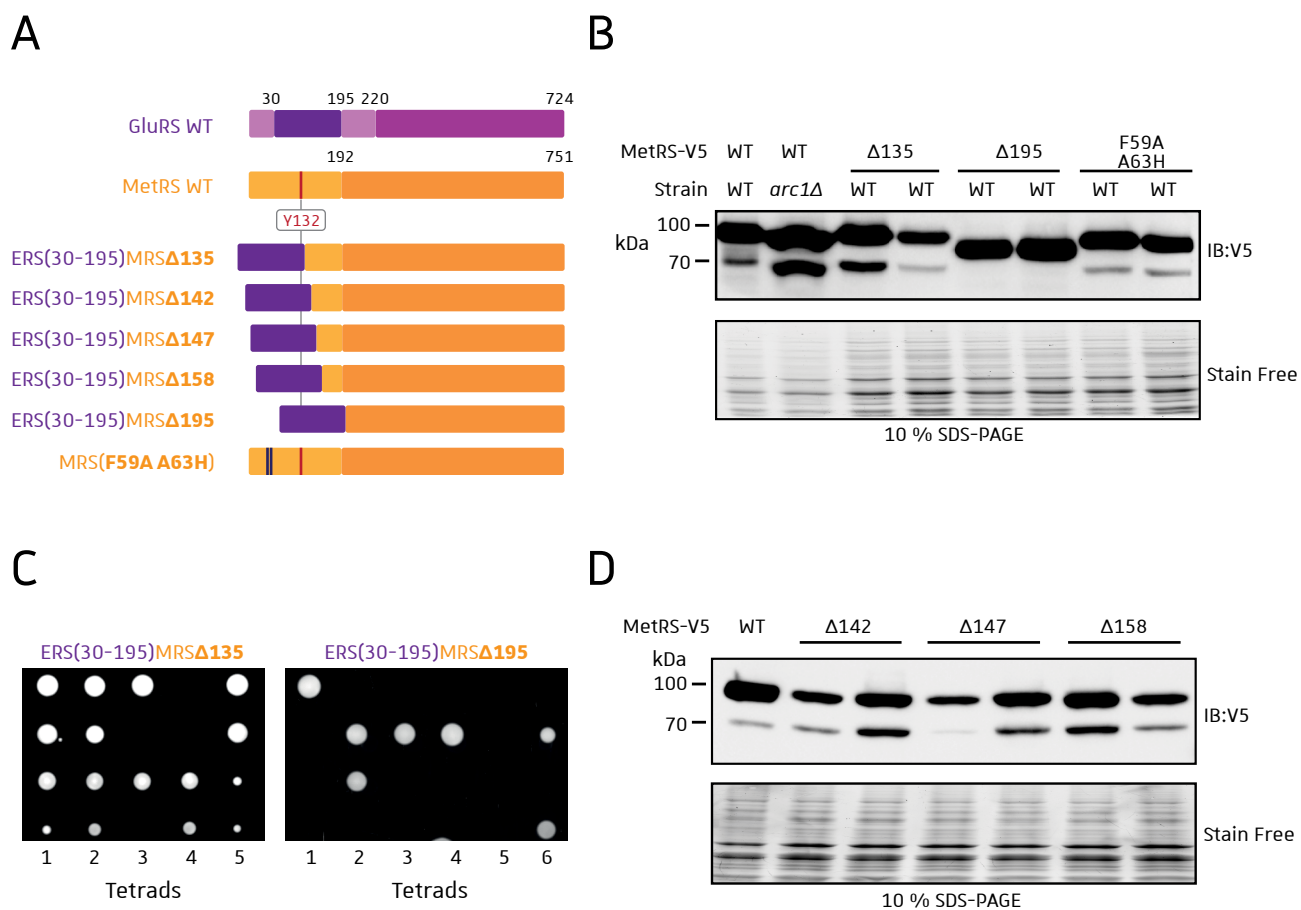 A
30 195 220 724
GluRS WT
192 751
MetRS WT
Y132
ERS(30-195)MRSΔ135
ERS(30-195)MRSΔ142
ERS(30-195)MRSΔ147
ERS(30-195)MRSΔ158
ERS(30-195)MRSΔ195
MRS(F59A A63H)
B
MetRS-V5 WT WT Δ135 Δ195 F59A
A63H
Strain WT arc1Δ WT WT WT WT WT WT
100
kDa
70
IB:V5
Stain Free
10 % SDS-PAGE
C
ERS(30-195)MRSΔ135 ERS(30-195)MRSΔ195
1 2 3 4 5 1 2 3 4 5 6
Tetrads Tetrads
D
MetRS-V5 WT Δ142 Δ147 Δ158
kDa
100
70
IB:V5
Stain Free
10 % SDS-PAGE